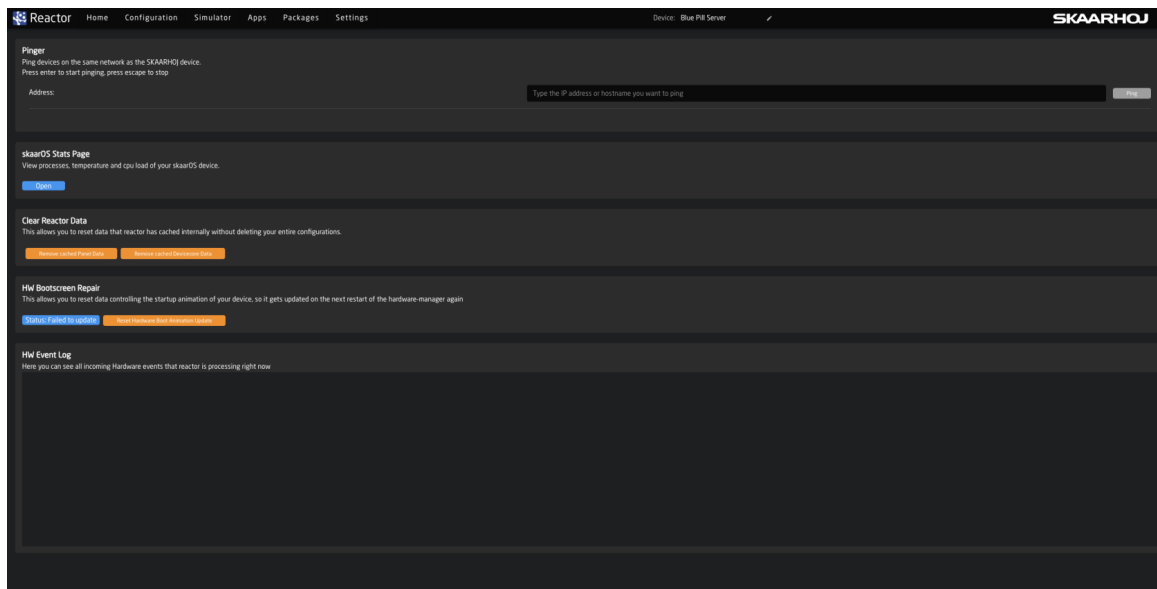 Reactor Home Configuration Simulator Apps Packages Settings Device: Blue Pill Server SKAARHOJ
Pinger
Ping devices on the same network as the SKAARHOJ device.
Press enter to start pinging, press escape to stop
Address: Type the IP address or hostname you want to ping Ping
skaarOS Stats Page
View processes, temperature and cpu load of your skaarOS device.
Open
Clear Reactor Data
This allows you to reset data that reactor has cached internally without deleting your entire configurations.
Remove cached Panel Data Remove cached Devicecore Data
HW Bootscreen Repair
This allows you to reset data controlling the startup animation of your device, so it gets updated on the next restart of the hardware-manager again
Status: Failed to update Reset Hardware Boot Animation Update
HW Event Log
Here you can see all incoming Hardware events that reactor is processing right now